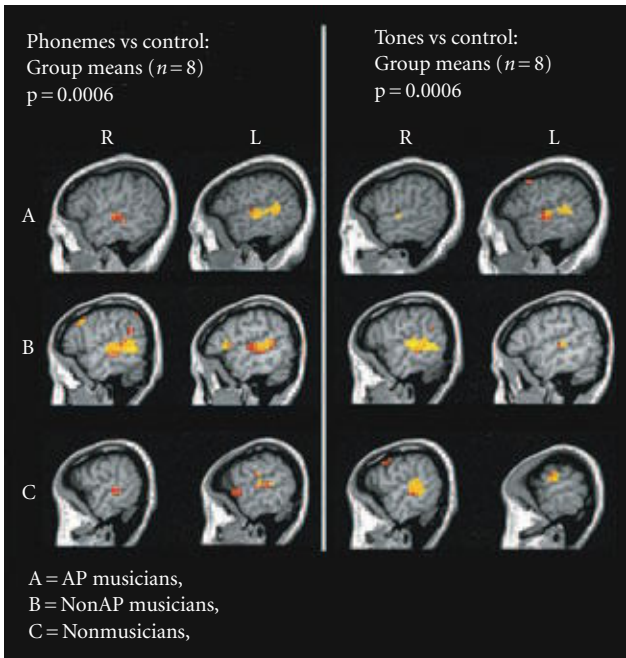 Phonemes vs control:
Group means (n=8)
p=0.0006
R L
A
B
C
Tones vs control:
Group means (n=8)
p=0.0006
R L
A=AP musicians,
B=NonAP musicians,
C=Nonmusicians,